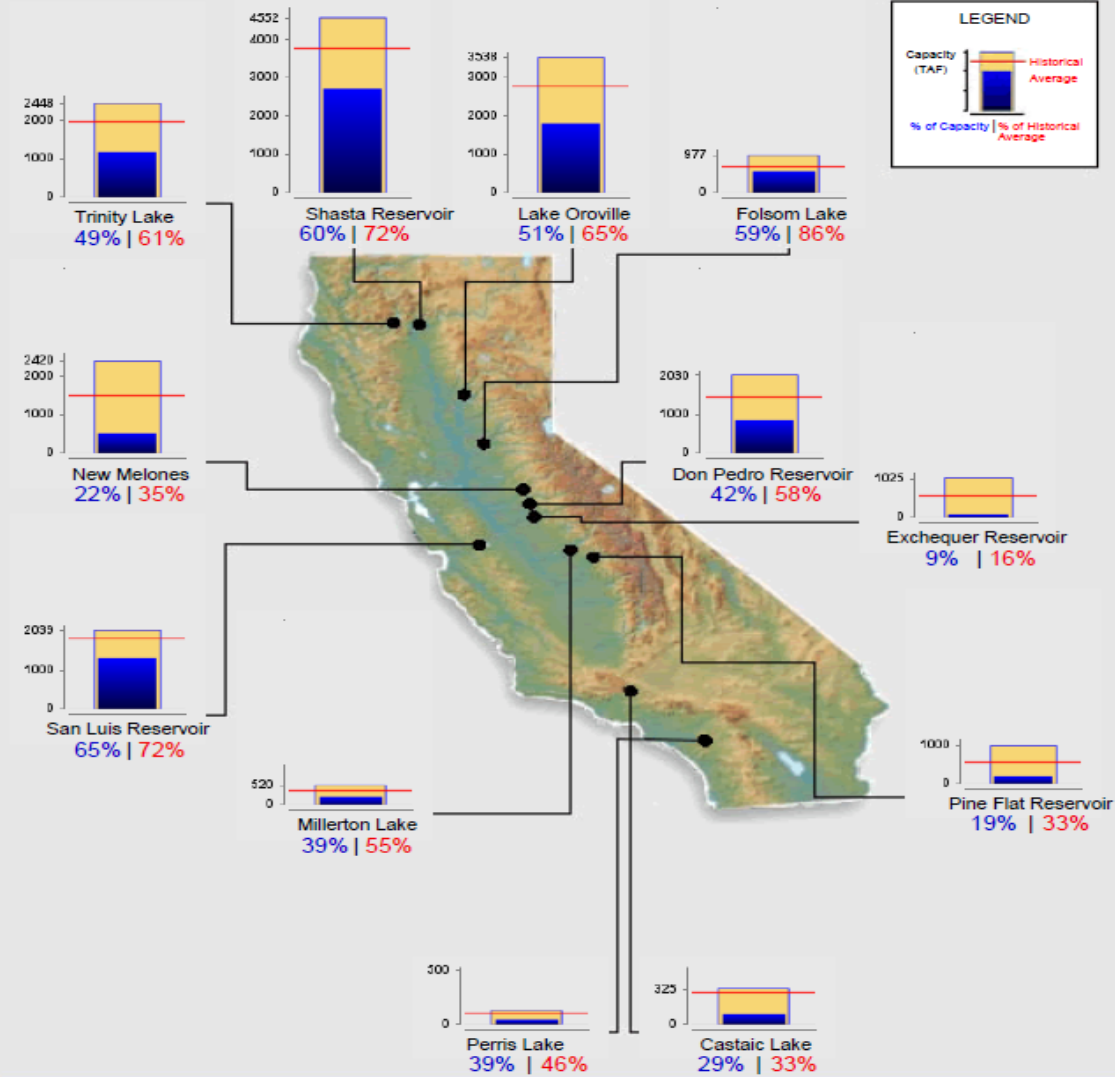 4552
4000
3000
2000
1000
0
Shasta Reservoir
60% | 72%
3538
3000
2000
1000
0
Lake Oroville
51% | 65%
977
0
Folsom Lake
59% | 86%
LEGEND
Capacity
(TAF)
Historical
Average
% of Capacity | % of Historical
Average
2448
2000
1000
0
Trinity Lake
49% | 61%
2420
2000
1000
0
New Melones
22% | 35%
2030
1000
0
Don Pedro Reservoir
42% | 58%
1025
0
Exchequer Reservoir
9% | 16%
2039
1000
0
San Luis Reservoir
65% | 72%
520
0
Millerton Lake
39% | 55%
1000
0
Pine Flat Reservoir
19% | 33%
0
Perris Lake
39% | 46%
325
0
Castaic Lake
29% | 33%